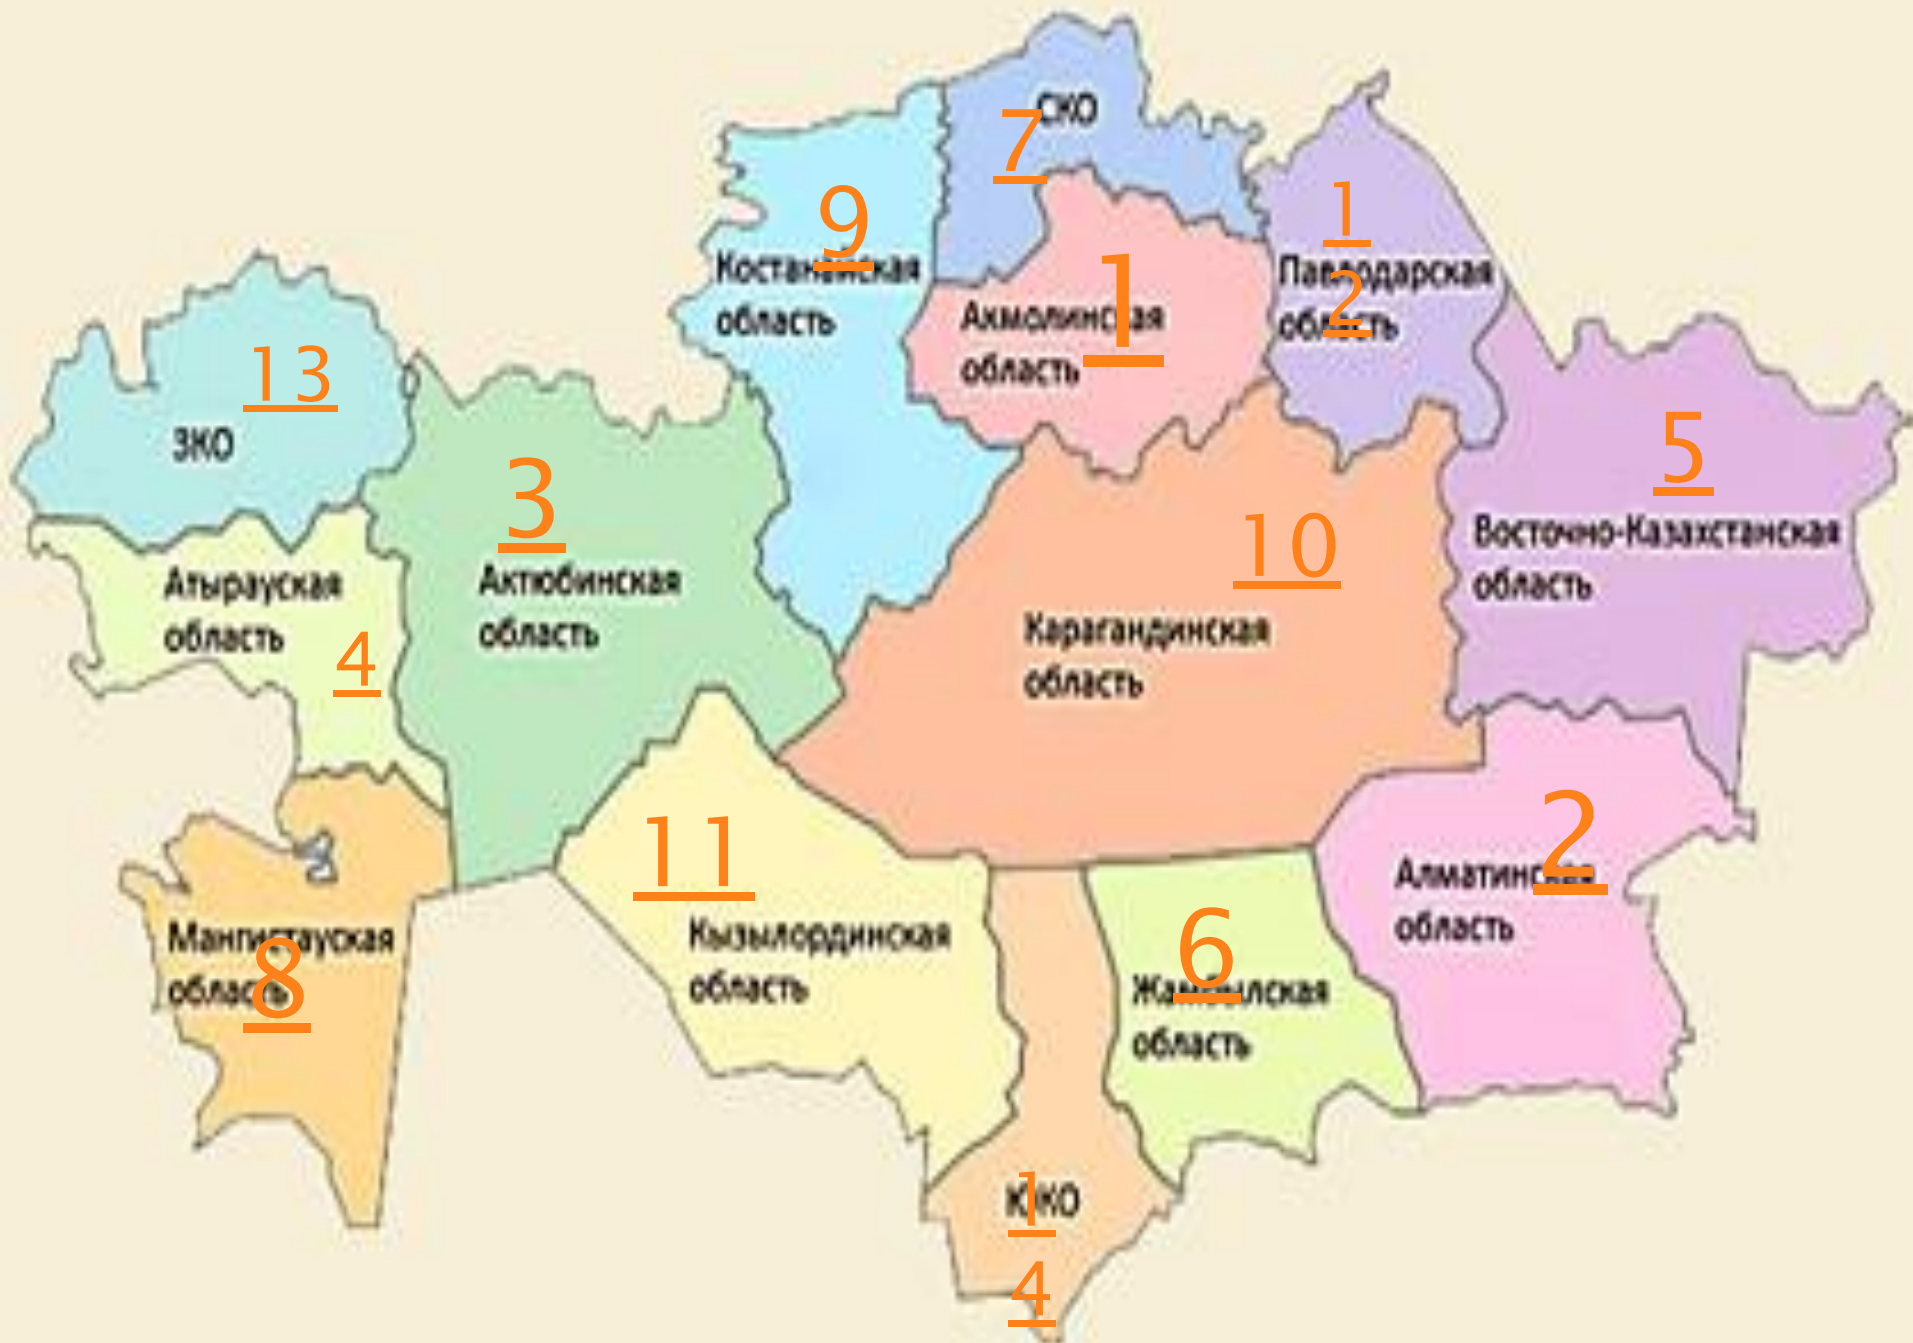 СКО
7
9
Костанайская
область
1
2
Павлодарская
область
1
Акмолинская
область
13
ЗКО
3
Актюбинская
область
5
Восточно-Казахстанская
область
10
Карагандинская
область
Атырауская
область
4
11
Кызылординская
область
2
Алматинская
область
8
Мангистауская
область
6
Жамбылская
область
ЮКО
1
4